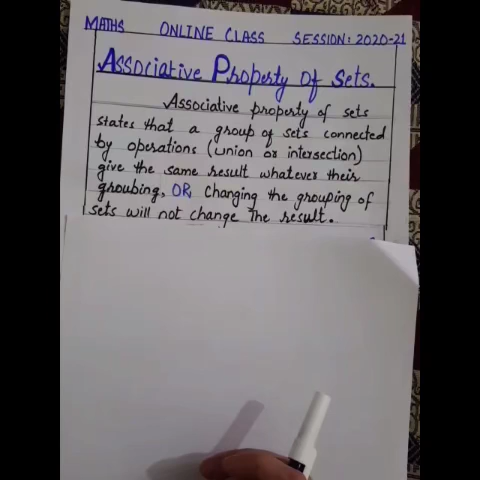 MATHS ONLINE CLASS SESSION: 2020-21
Associative Property of Sets.
Associative property of sets
states that a group of sets connected
by operations (union or intersection)
give the same result whatever their
groubing, OR, Changing the grouping of
sets will not change the result.